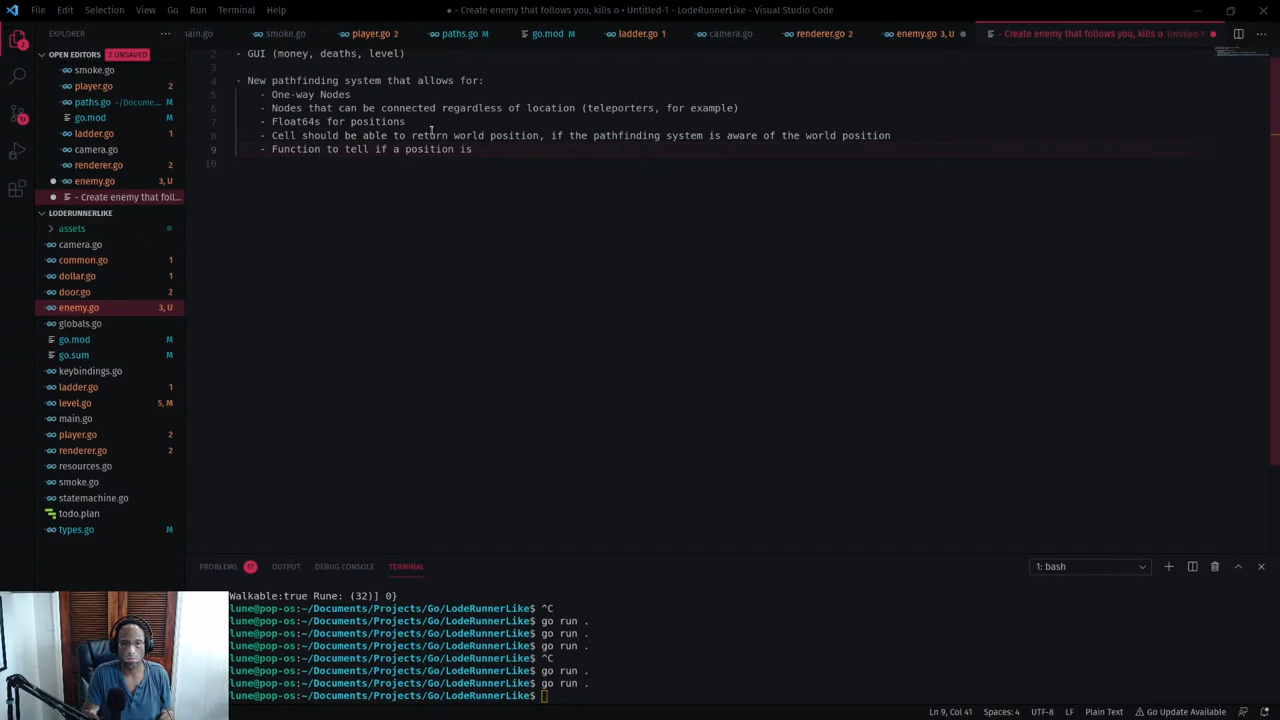 File Edit Selection View Go Run Terminal Help
- Create enemy that follows you, kills o • Untitled-1 - LodeRunnerLike - Visual Studio Code
EXPLORER
main.go
smoke.go
player.go 2
paths.go M
go.mod M
ladder.go 1
camera.go
renderer.go 2
enemy.go 3, U
- Create enemy that follows you, kills o Untitled-1
OPEN EDITORS 2 UNSAVED
smoke.go
player.go 2
paths.go ~/Docume... M
go.mod M
ladder.go 1
camera.go
renderer.go 2
enemy.go 3, U
- Create enemy that foll...
LODERUNNERLIKE
assets
camera.go
common.go 1
dollar.go 1
door.go 2
enemy.go 3, U
globals.go
go.mod M
go.sum M
keybindings.go
ladder.go 1
level.go 5, M
main.go
player.go 2
renderer.go 2
resources.go
smoke.go
statemachine.go
todo.plan
types.go M
2 - GUI (money, deaths, level)
3
4 - New pathfinding system that allows for:
5 - One-way Nodes
6 - Nodes that can be connected regardless of location (teleporters, for example)
7 - Float64s for positions
8 - Cell should be able to return world position, if the pathfinding system is aware of the world position
9 - Function to tell if a position is
10
PROBLEMS 17 OUTPUT DEBUG CONSOLE TERMINAL
1: bash
Walkable:true Rune: (32)] 0}
lune@pop-os:~/Documents/Projects/Go/LodeRunnerLike$ ^C
lune@pop-os:~/Documents/Projects/Go/LodeRunnerLike$ go run .
lune@pop-os:~/Documents/Projects/Go/LodeRunnerLike$ go run .
lune@pop-os:~/Documents/Projects/Go/LodeRunnerLike$ go run .
lune@pop-os:~/Documents/Projects/Go/LodeRunnerLike$ ^C
lune@pop-os:~/Documents/Projects/Go/LodeRunnerLike$ go run .
lune@pop-os:~/Documents/Projects/Go/LodeRunnerLike$ go run .
lune@pop-os:~/Documents/Projects/Go/LodeRunnerLike$
Ln 9, Col 41 Spaces: 4 UTF-8 LF Plain Text Go Update Available